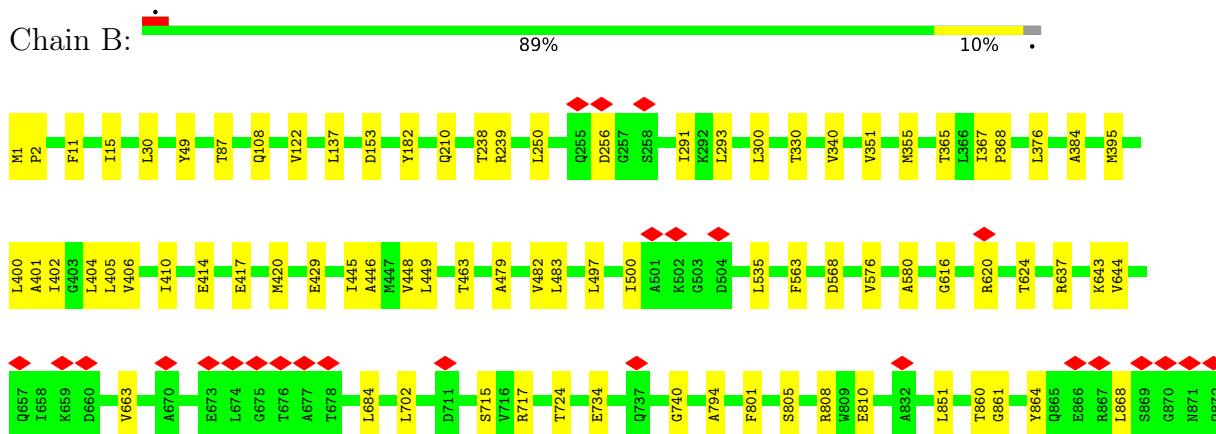 Chain B:
89% 10%
M1 P2 F11 I15 L30 Y49 T87 Q108 V122 L137 D153 Y182 Q210 T238 R239 L250 Q255 D256 G257 S258 I291 K292 L293 L300 T330 V340 V351 M355 T365 L366 I367 P368 L376 A384 M395
L400 A401 I402 G403 L404 L405 V406 I410 E414 E417 M420 E429 I445 A446 M447 V448 L449 T463 A479 V482 L483 L497 I500 A501 K502 G503 D504 L535 F563 D568 V576 A580 G616 R620 T624 R637 K643 V644
Q657 I658 K659 D660 V663 A670 E673 L674 G675 T676 A677 T678 L684 L702 D711 S715 V716 R717 T724 E734 Q737 G740 A794 F801 S805 R808 W809 E810 A832 L851 T860 G861 Y864 Q865 E866 R867 L868 S869 G870 N871